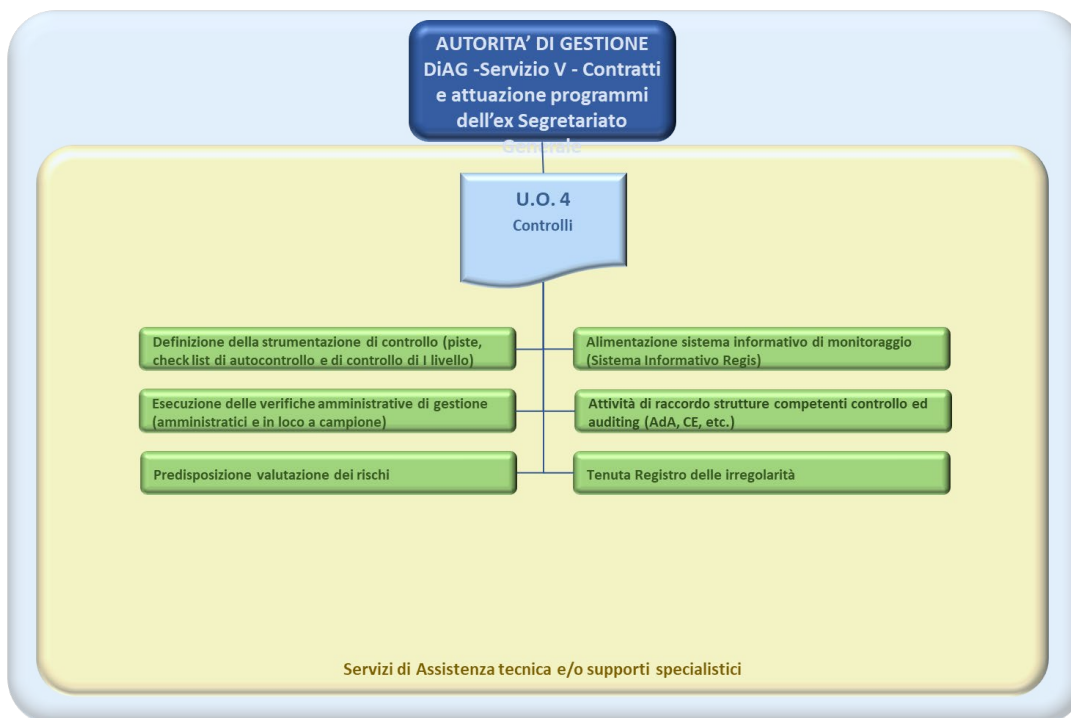 AUTORITA’ DI GESTIONE
DiAG -Servizio V - Contratti
e attuazione programmi
dell’ex Segretariato
Generale
U.O. 4
Controlli
Definizione della strumentazione di controllo (piste,
check list di autocontrollo e di controllo di I livello)
Alimentazione sistema informativo di monitoraggio
(Sistema Informativo Regis)
Esecuzione delle verifiche amministrative di gestione
(amministratici e in loco a campione)
Attività di raccordo strutture competenti controllo ed
auditing (AdA, CE, etc.)
Predisposizione valutazione dei rischi
Tenuta Registro delle irregolarità
Servizi di Assistenza tecnica e/o supporti specialistici